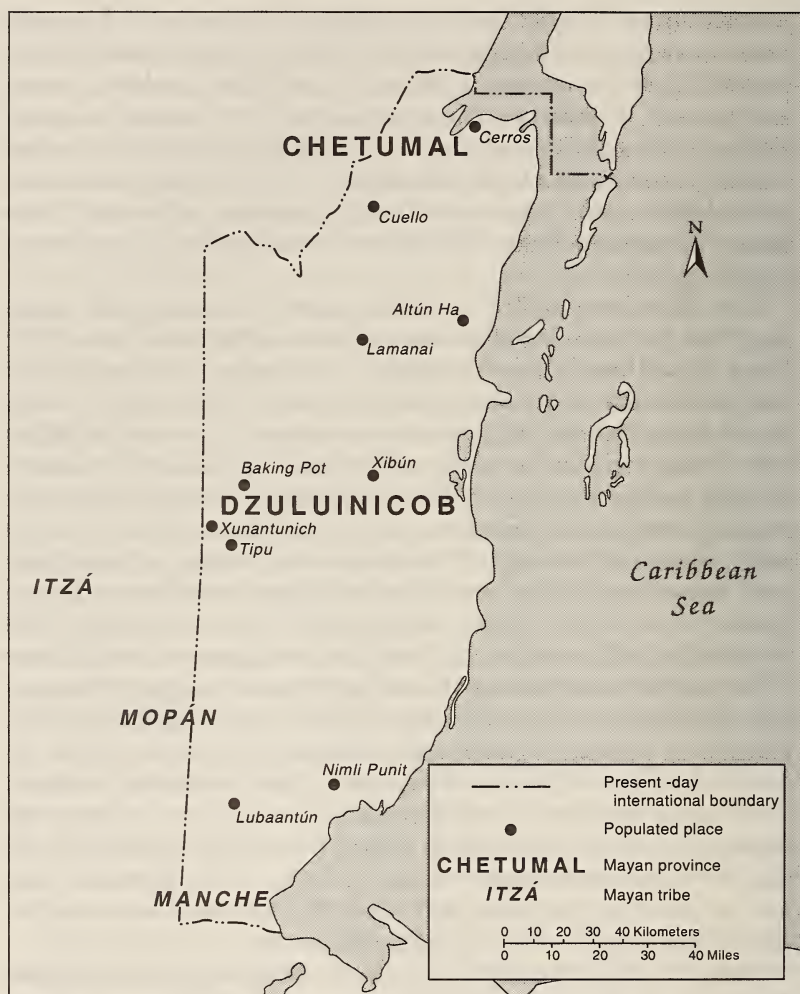 CHETUMAL
Cerros
Cuello
N
Altún Ha
Lamanai
Baking Pot
Xibún
DZULUINICOB
Xunantunich
Tipu
ITZÁ
Caribbean
Sea
MOPÁN
Nimli Punit
Lubaantún
MANCHE
Present -day
international boundary
Populated place
CHETUMAL Mayan province
ITZÁ Mayan tribe
0 10 20 30 40 Kilometers
0 10 20 30 40 Miles